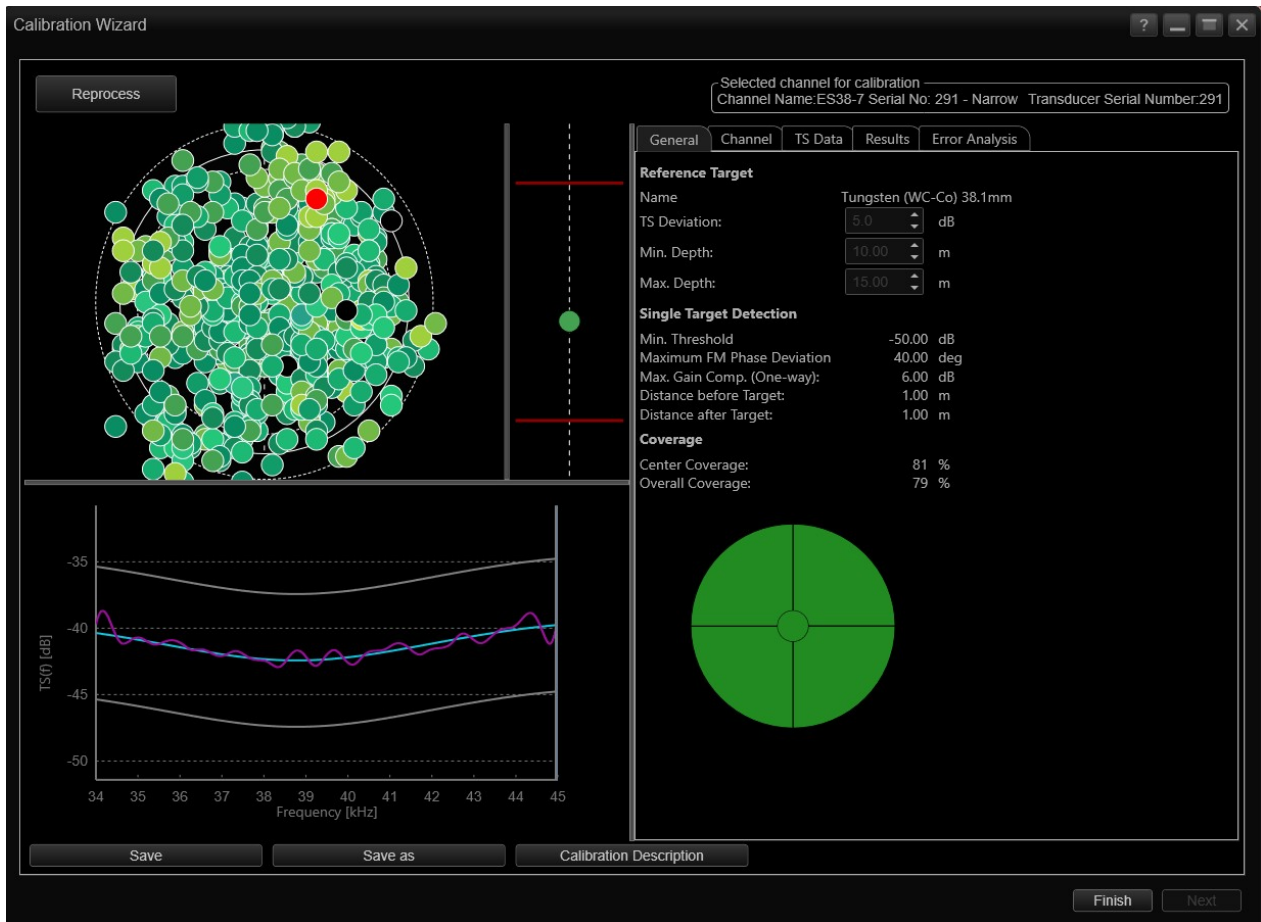 Calibration Wizard
?
Reprocess
Selected channel for calibration
Channel Name:ES38-7 Serial No: 291 - Narrow Transducer Serial Number:291
General Channel TS Data Results Error Analysis
Reference Target
Name Tungsten (WC-Co) 38.1mm
TS Deviation: 5.0 dB
Min. Depth: 10.00 m
Max. Depth: 15.00 m
Single Target Detection
Min. Threshold -50.00 dB
Maximum FM Phase Deviation 40.00 deg
Max. Gain Comp. (One-way): 6.00 dB
Distance before Target: 1.00 m
Distance after Target: 1.00 m
Coverage
Center Coverage: 81 %
Overall Coverage: 79 %
TS(f) [dB]
-35
-40
-45
-50
34 35 36 37 38 39 40 41 42 43 44 45
Frequency [kHz]
Save Save as Calibration Description
Finish Next